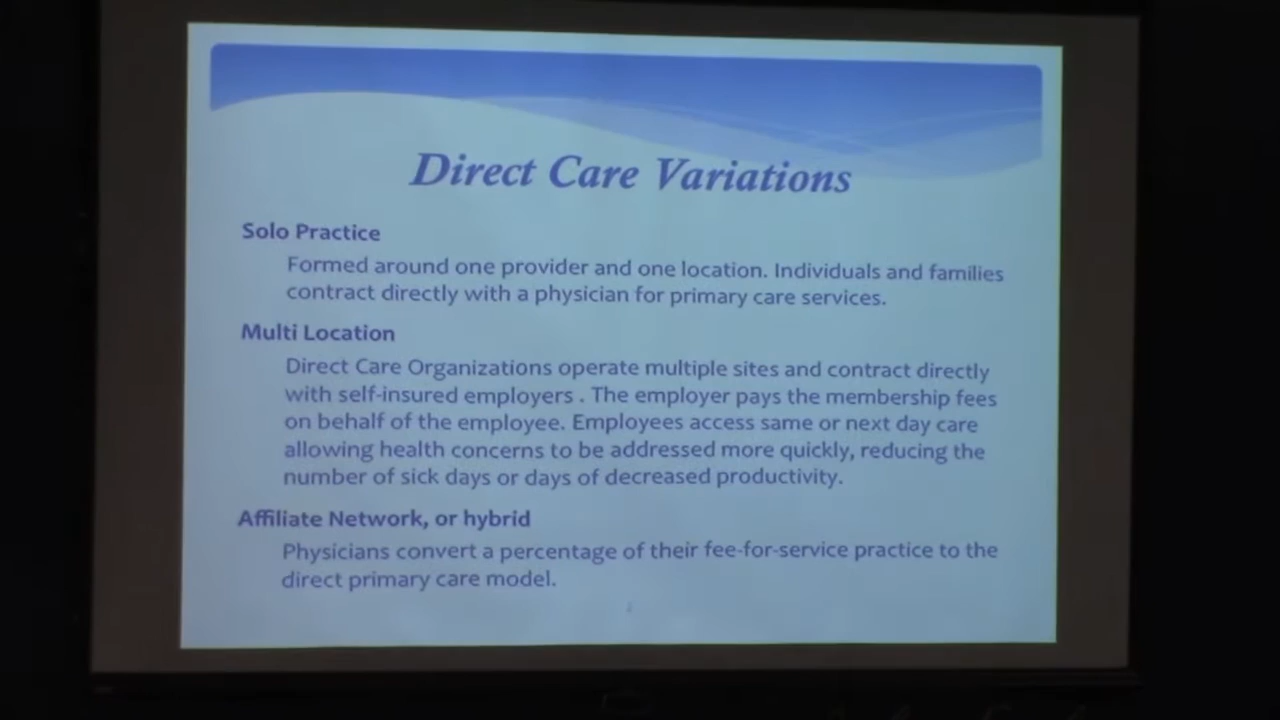 Direct Care Variations
Solo Practice
Formed around one provider and one location. Individuals and families
contract directly with a physician for primary care services.
Multi Location
Direct Care Organizations operate multiple sites and contract directly
with self-insured employers . The employer pays the membership fees
on behalf of the employee. Employees access same or next day care
allowing health concerns to be addressed more quickly, reducing the
number of sick days or days of decreased productivity.
Affiliate Network, or hybrid
Physicians convert a percentage of their fee-for-service practice to the
direct primary care model.